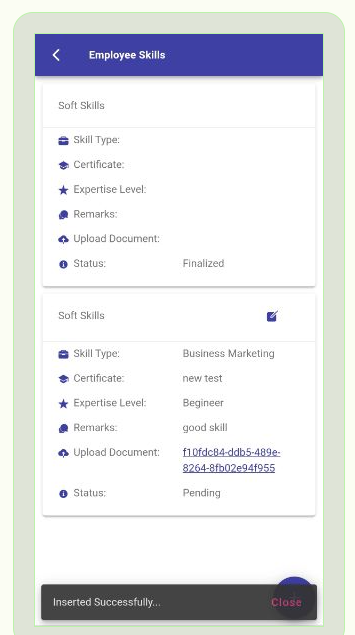 Employee Skills
Soft Skills
Skill Type:
Certificate:
Expertise Level:
Remarks:
Upload Document:
Status: Finalized
Soft Skills
Skill Type: Business Marketing
Certificate: new test
Expertise Level: Begineer
Remarks: good skill
Upload Document: f10fdc84-ddb5-489e-
8264-8fb02e94f955
Status: Pending
Inserted Successfully... Close